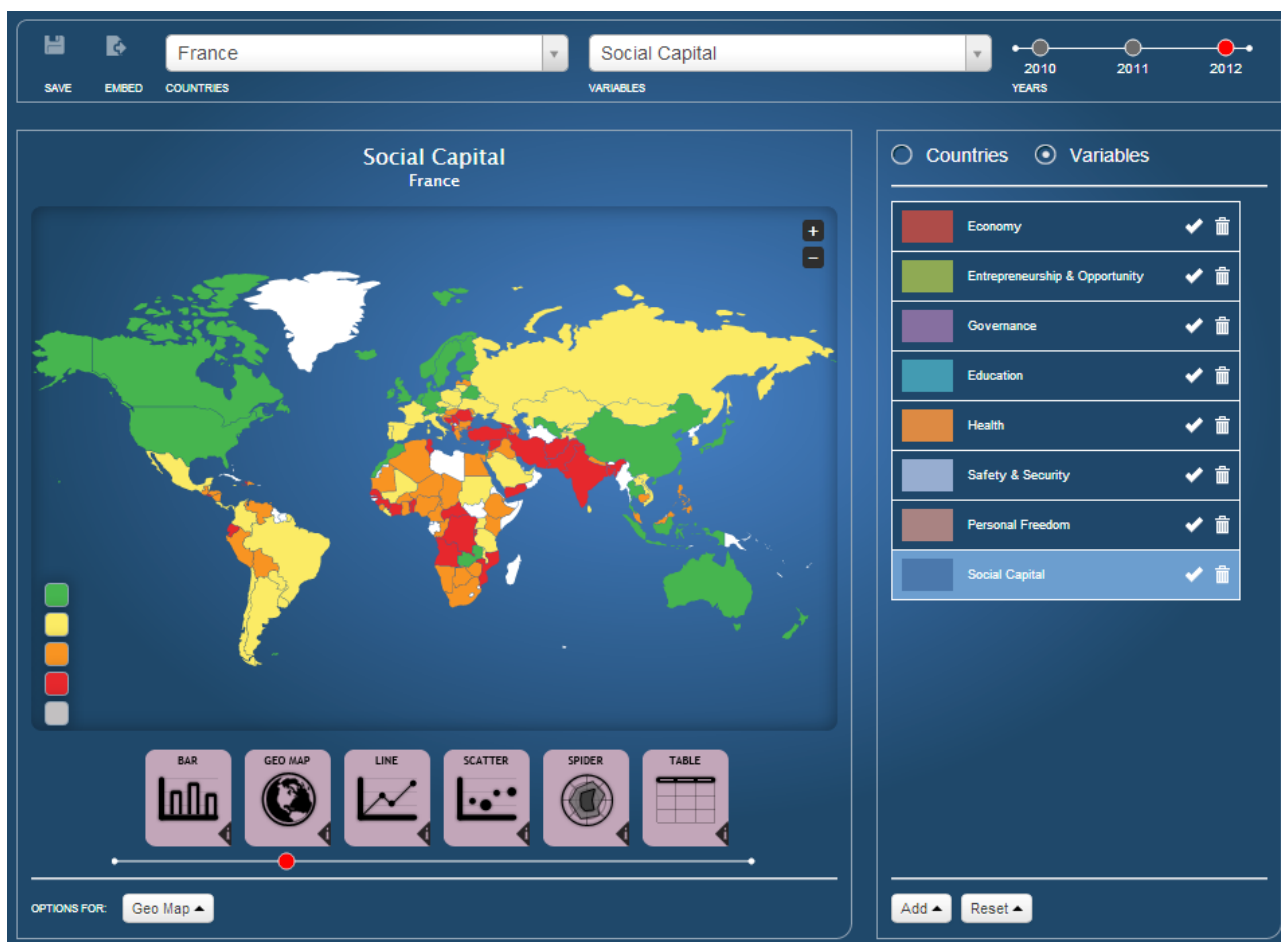 France
Social Capital
2010
2011
2012
SAVE
EMBED
COUNTRIES
VARIABLES
YEARS
Social Capital
France
+
−
BAR
GEO MAP
LINE
SCATTER
SPIDER
TABLE
OPTIONS FOR:
Geo Map
Countries
Variables
Economy
Entrepreneurship & Opportunity
Governance
Education
Health
Safety & Security
Personal Freedom
Social Capital
Add
Reset